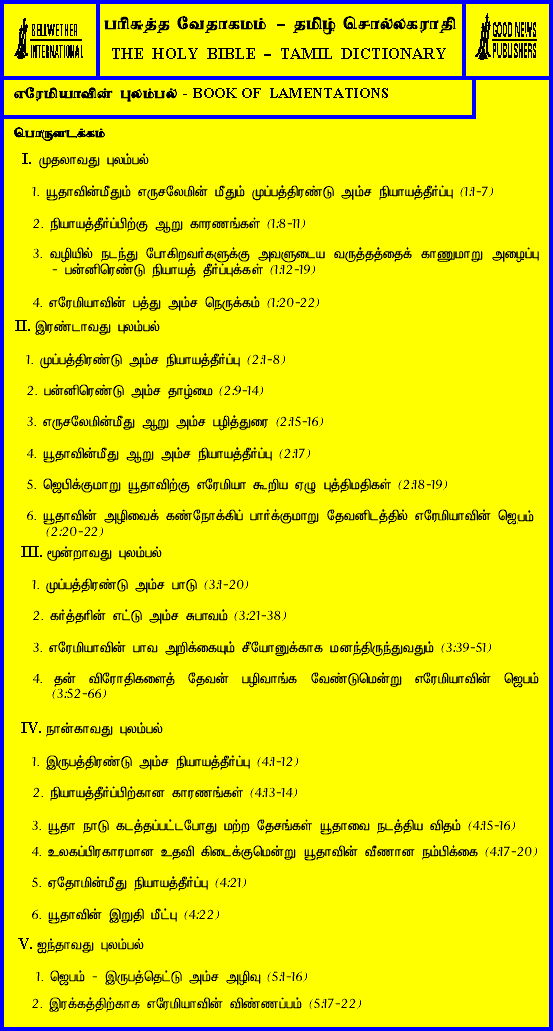 BELLWETHER
INTERNATIONAL
பரிசுத்த வேதாகமம் – தமிழ் சொல்லகராதி
THE HOLY BIBLE – TAMIL DICTIONARY
GOOD NEWS
PUBLISHERS
எரேமியாவின் புலம்பல் - BOOK OF LAMENTATIONS
பொருளடக்கம்
I. முதலாவது புலம்பல்
1. யூதாவின்மீதும் எருசலேமின் மீதும் முப்பத்திரண்டு அம்ச நியாயத்தீர்ப்பு (1:1-7)
2. நியாயத்தீர்ப்பிற்கு ஆறு காரணங்கள் (1:8-11)
3. வழியில் நடந்து போகிறவர்களுக்கு அவளுடைய வருத்தத்தைக் காணுமாறு அழைப்பு
- பன்னிரெண்டு நியாயத் தீர்ப்புக்கள் (1:12-19)
4. எரேமியாவின் பத்து அம்ச நெருக்கம் (1:20-22)
II. இரண்டாவது புலம்பல்
1. முப்பத்திரண்டு அம்ச நியாயத்தீர்ப்பு (2:1-8)
2. பன்னிரெண்டு அம்ச தாழ்மை (2:9-14)
3. எருசலேமின்மீது ஆறு அம்ச பழித்துரை (2:15-16)
4. யூதாவின்மீது ஆறு அம்ச நியாயத்தீர்ப்பு (2:17)
5. ஜெபிக்குமாறு யூதாவிற்கு எரேமியா கூறிய ஏழு புத்திமதிகள் (2:18-19)
6. யூதாவின் அழிவைக் கண்நோக்கிப் பார்க்குமாறு தேவனிடத்தில் எரேமியாவின் ஜெபம்
(2:20-22)
III. மூன்றாவது புலம்பல்
1. முப்பத்திரண்டு அம்ச பாடு (3:1-20)
2. கர்த்தரின் எட்டு அம்ச சுபாவம் (3:21-38)
3. எரேமியாவின் பாவ அறிக்கையும் சீயோனுக்காக மனந்திருந்துவதும் (3:39-51)
4. தன் விரோதிகளைத் தேவன் பழிவாங்க வேண்டுமென்று எரேமியாவின் ஜெபம்
(3:52-66)
IV. நான்காவது புலம்பல்
1. இருபத்திரண்டு அம்ச நியாயத்தீர்ப்பு (4:1-12)
2. நியாயத்தீர்ப்பிற்கான காரணங்கள் (4:13-14)
3. யூதா நாடு கடத்தப்பட்டபோது மற்ற தேசங்கள் யூதாவை நடத்திய விதம் (4:15-16)
4. உலகப்பிரகாரமான உதவி கிடைக்குமென்று யூதாவின் வீணான நம்பிக்கை (4:17-20)
5. ஏதோமின்மீது நியாயத்தீர்ப்பு (4:21)
6. யூதாவின் இறுதி மீட்பு (4:22)
V. ஐந்தாவது புலம்பல்
1. ஜெபம் - இருபத்தெட்டு அம்ச அழிவு (5:1-16)
2. இரக்கத்திற்காக எரேமியாவின் விண்ணப்பம் (5:17-22)